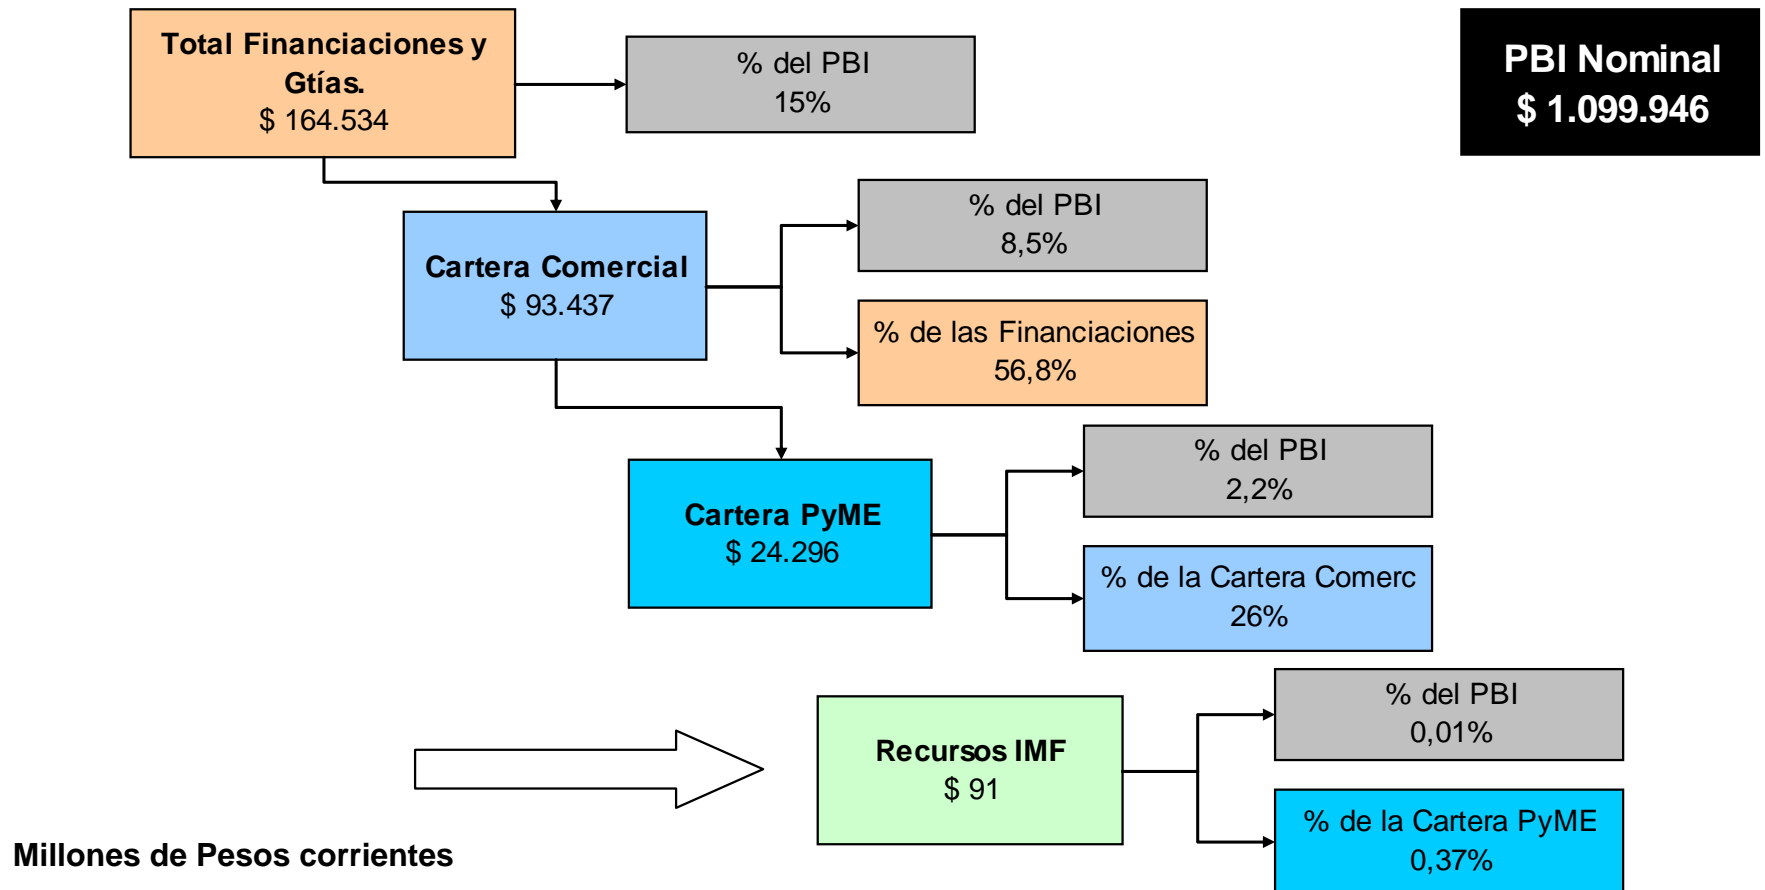 Total Financiaciones y
Gtías.
$ 164.534
% del PBI
15%
PBI Nominal
$ 1.099.946
Cartera Comercial
$ 93.437
% del PBI
8,5%
% de las Financiaciones
56,8%
Cartera PyME
$ 24.296
% del PBI
2,2%
% de la Cartera Comerc
26%
Recursos IMF
$ 91
% del PBI
0,01%
% de la Cartera PyME
0,37%
Millones de Pesos corrientes